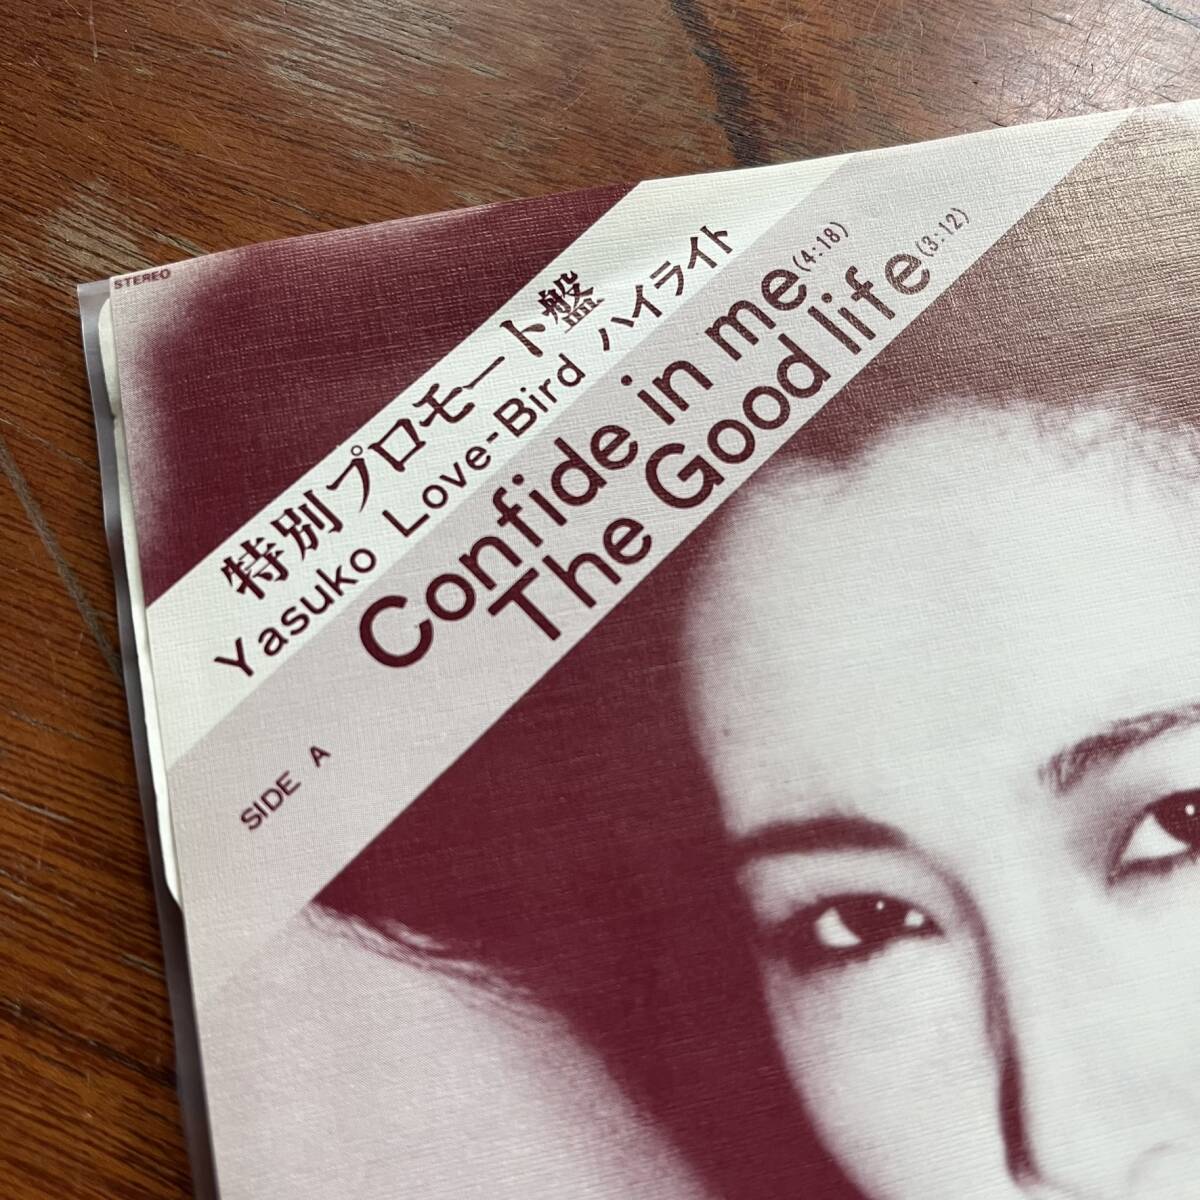 STEREO
特別プロモート盤
Yasuko Love-Bird ハイライト
Confide in me(4:18)
The Good life(3:12)
SIDE A